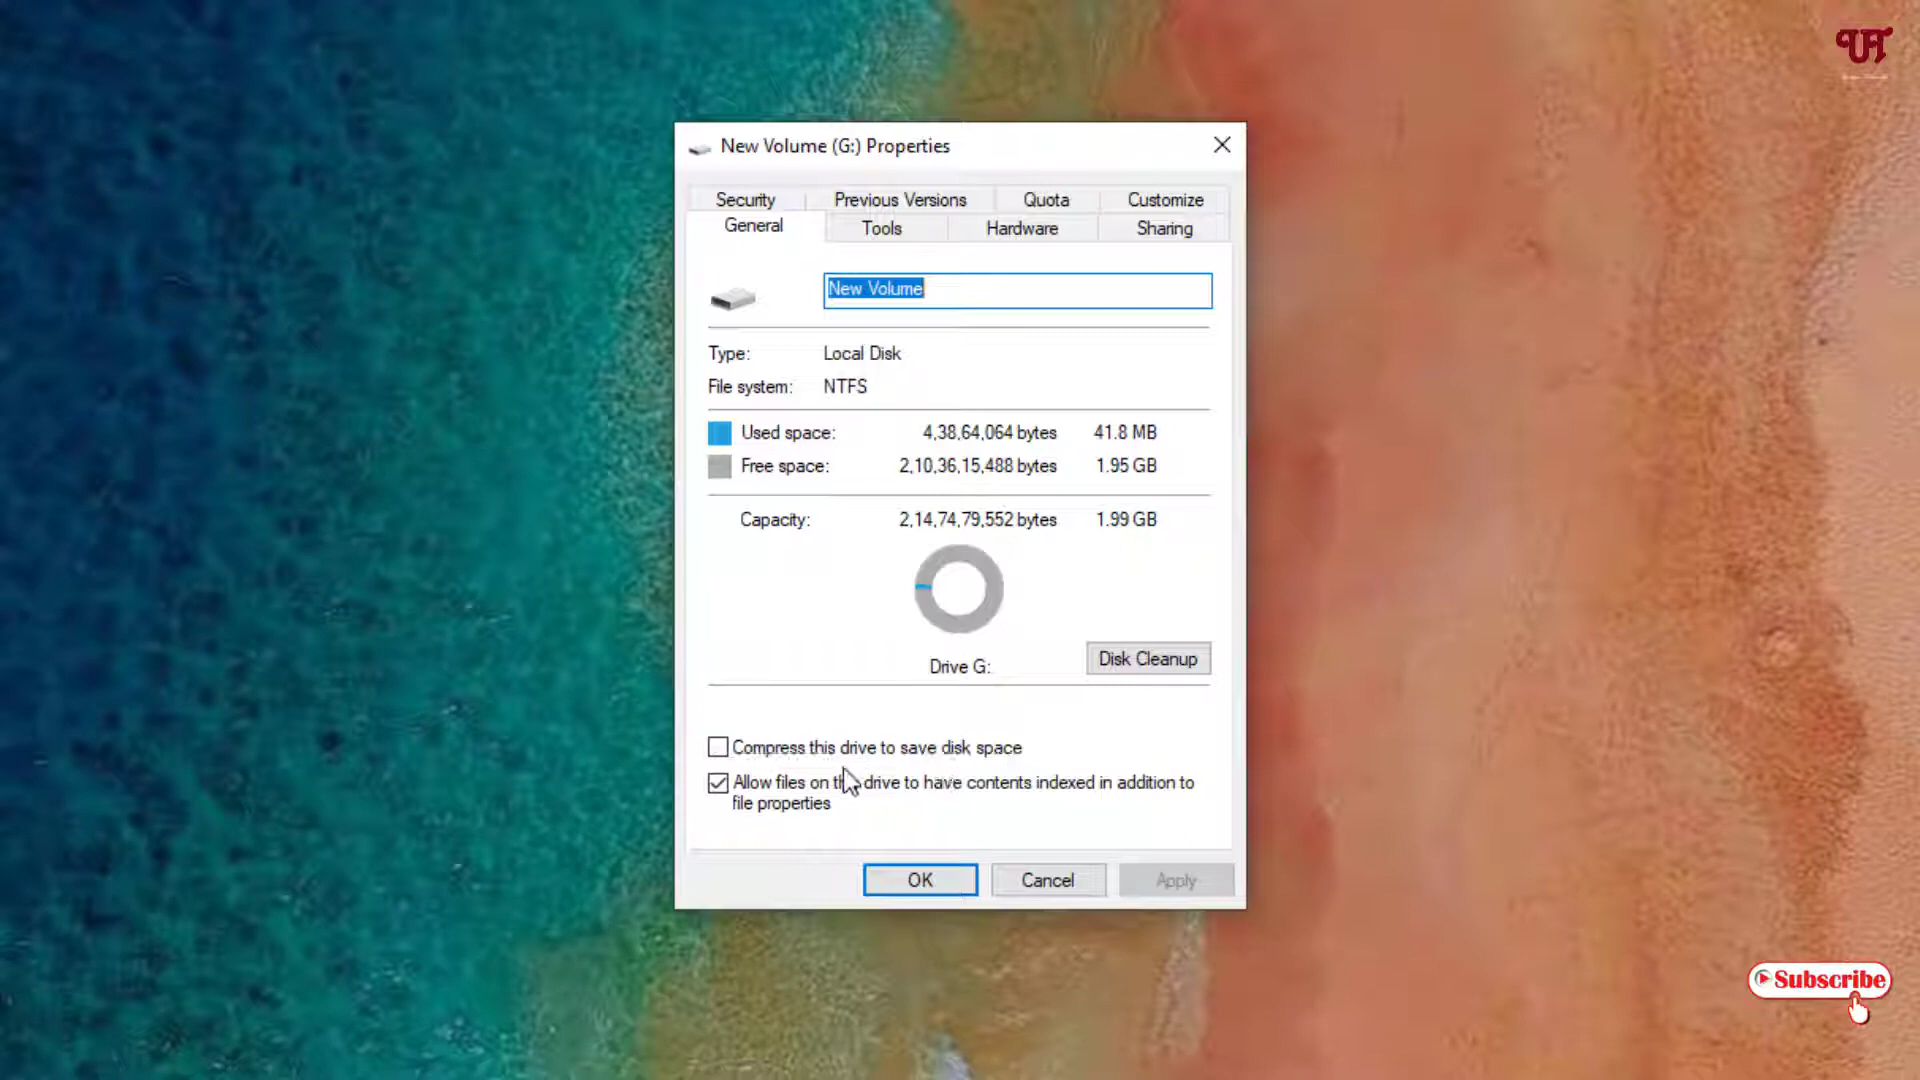 UT
New Volume (G:) Properties
Security Previous Versions Quota Customize
General Tools Hardware Sharing
New Volume
Type: Local Disk
File system: NTFS
Used space: 4,38,64,064 bytes 41.8 MB
Free space: 2,10,36,15,488 bytes 1.95 GB
Capacity: 2,14,74,79,552 bytes 1.99 GB
Drive G: Disk Cleanup
Compress this drive to save disk space
Allow files on drive to have contents indexed in addition to
file properties
OK Cancel Apply
Subscribe